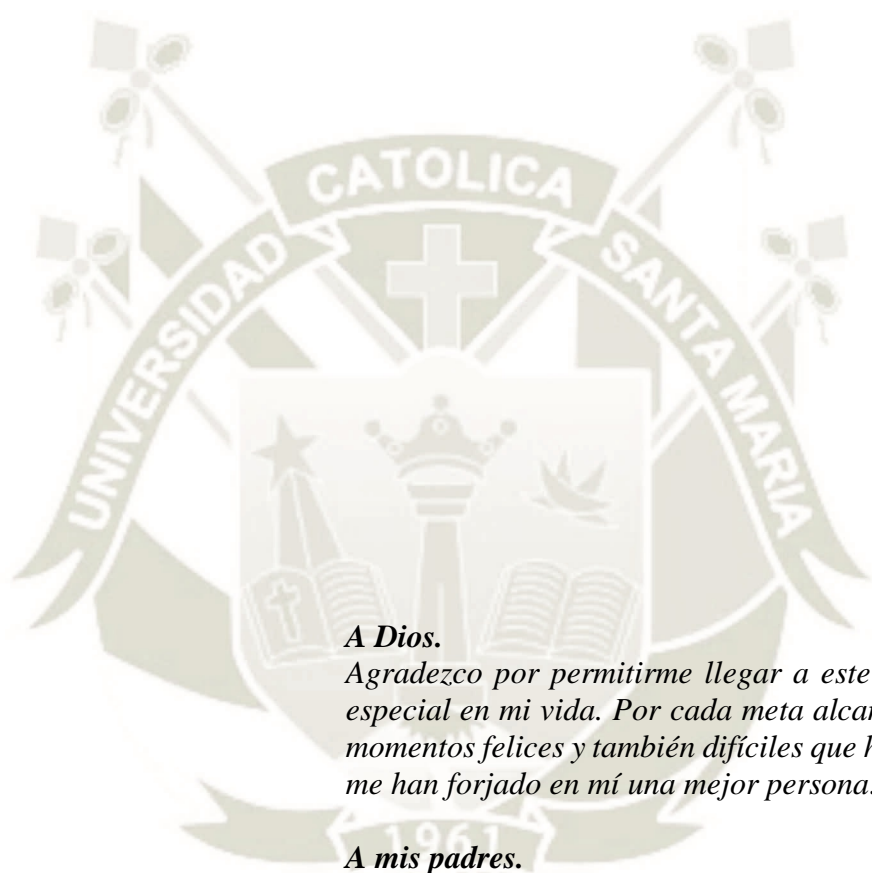 UNIVERSIDAD CATOLICA SANTA MARIA
A Dios.
Agradezco por permitirme llegar a este
especial en mi vida. Por cada meta alcan
momentos felices y también difíciles que h
me han forjado en mí una mejor persona.
1961
A mis padres.